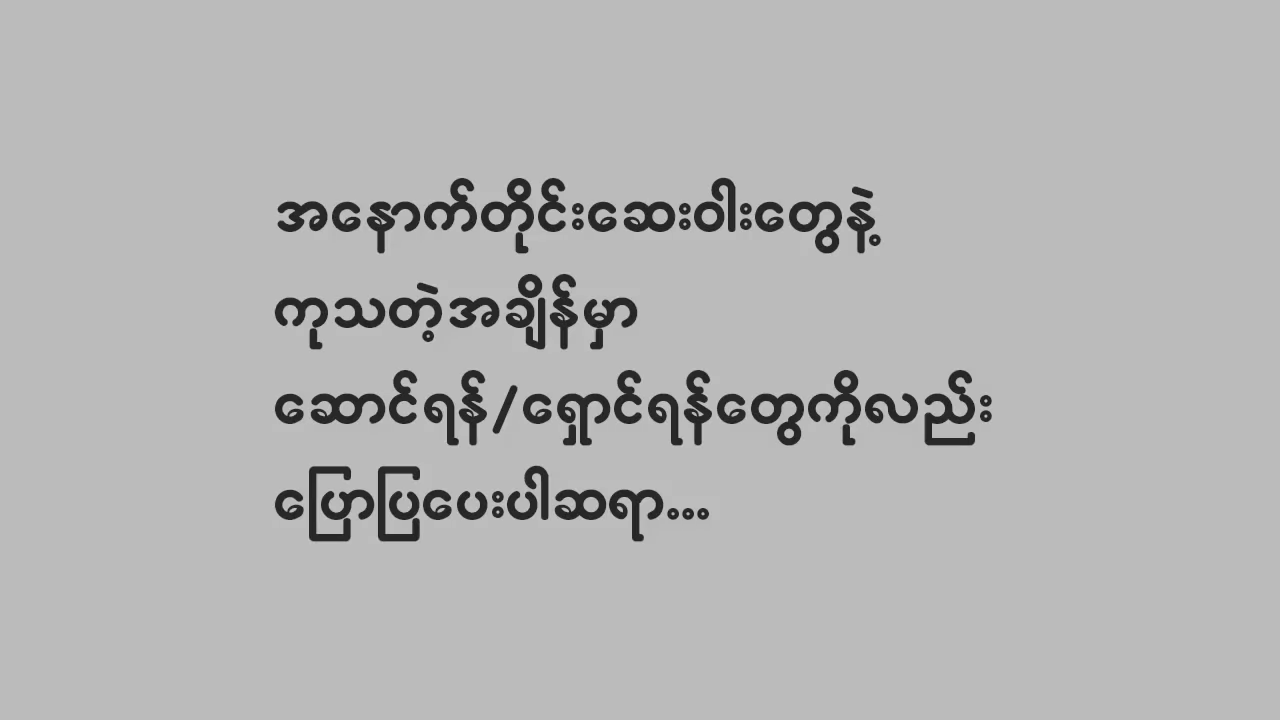 အနောက်တိုင်းဆေးဝါးတွေနဲ့
ကုသတဲ့အချိန်မှာ
ဆောင်ရန်/ရှောင်ရန်တွေကိုလည်း
ပြောပြပေးပါဆရာ...